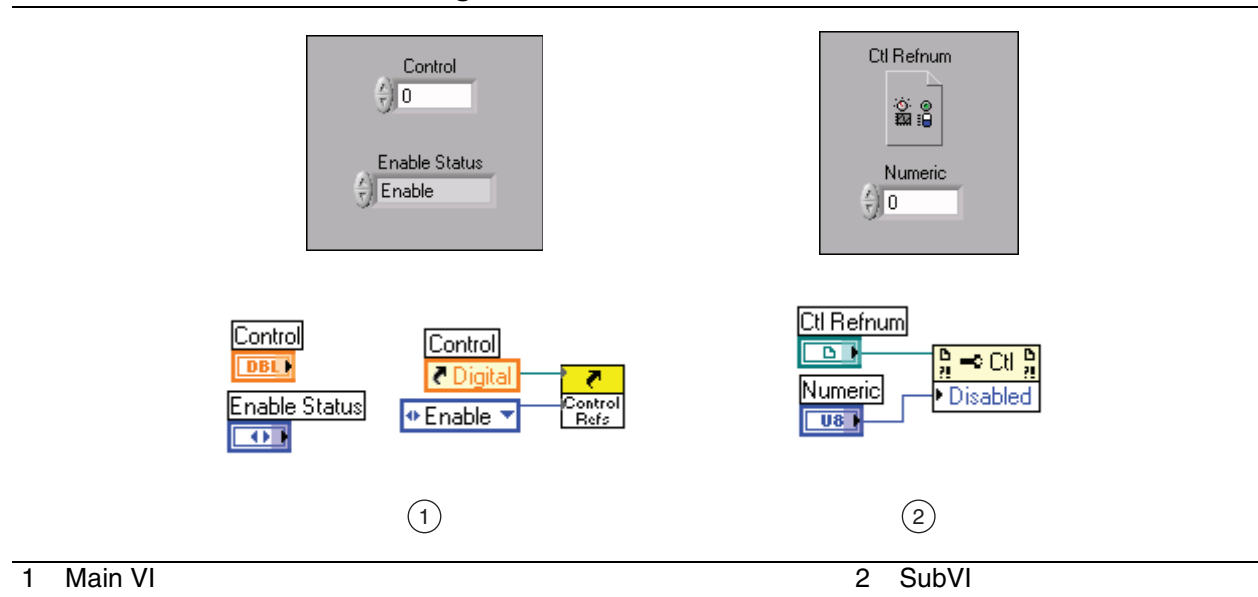 Control
0
Enable Status
Enable
Ctl Refnum
Numeric
0
Control
DBL
Enable Status
Control
Digital
Enable
Control
Refs
Ctl Refnum
Numeric
U8
Ctl
Disabled
1
2
1 Main VI
2 SubVI